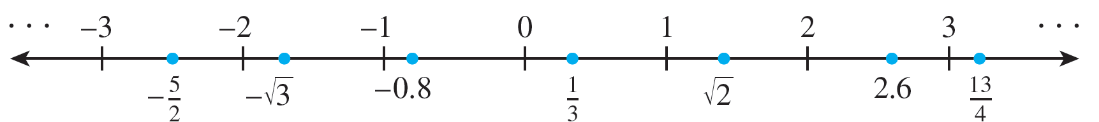 ··· −3 −2 −1 0 1 2 3 ···
−5/2 −√3 −0.8 1/3 √2 2.6 13/4